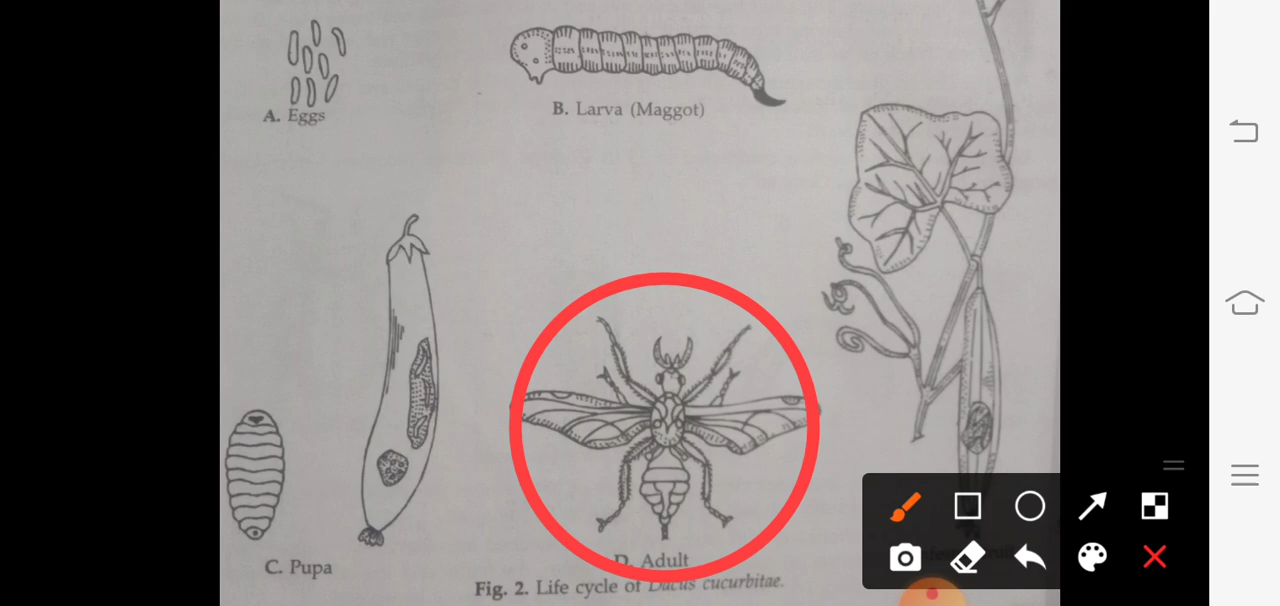 A. Eggs
B. Larva (Maggot)
C. Pupa
D. Adult
Fig. 2. Life cycle of Dacus cucurbitae.